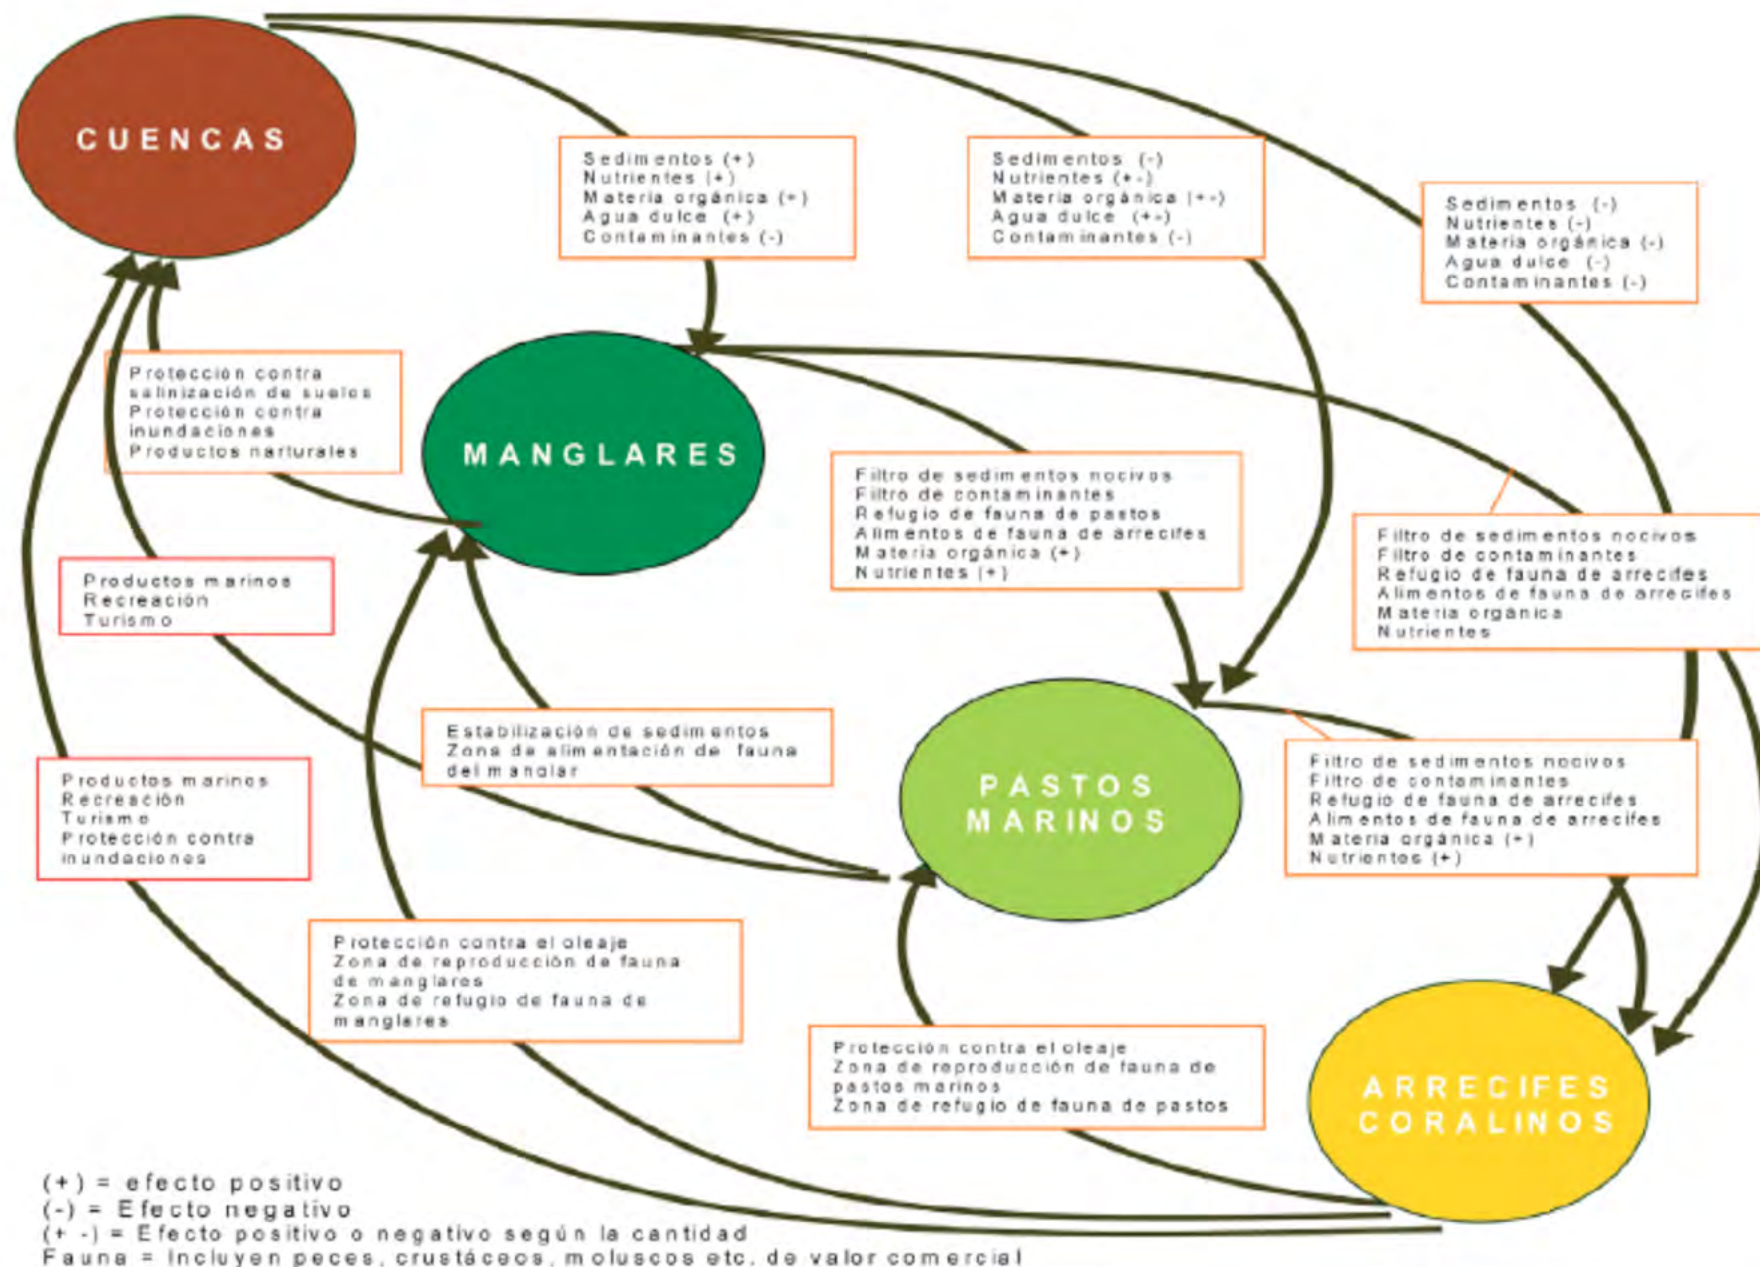 CUENCAS
Sedimentos (+)
Nutrientes (+)
Materia orgánica (+)
Agua dulce (+)
Contaminantes (-)
Sedimentos (-)
Nutrientes (+-)
Materia orgánica (+-)
Agua dulce (+-)
Contaminantes (-)
Sedimentos (-)
Nutrientes (-)
Materia orgánica (-)
Agua dulce (-)
Contaminantes (-)
Protección contra
salinización de suelos
Protección contra
inundaciones
Productos narturales
MANGLARES
Filtro de sedimentos nocivos
Filtro de contaminantes
Refugio de fauna de pastos
Alimentos de fauna de arrecifes
Materia orgánica (+)
Nutrientes (+)
Filtro de sedimentos nocivos
Filtro de contaminantes
Refugio de fauna de arrecifes
Alimentos de fauna de arrecifes
Materia orgánica
Nutrientes
Productos marinos
Recreación
Turismo
Estabilización de sedimentos
Zona de alimentación de fauna
del manglar
Productos marinos
Recreación
Turismo
Protección contra
inundaciones
PASTOS
MARINOS
Filtro de sedimentos nocivos
Filtro de contaminantes
Refugio de fauna de arrecifes
Alimentos de fauna de arrecifes
Materia orgánica (+)
Nutrientos (+)
Protección contra el oleaje
Zona de reproducción de fauna
de manglares
Zona de refugio de fauna de
manglares
Protección contra el oleaje
Zona de reproducción de fauna de
pastos marinos
Zona de refugio de fauna de pastos
ARRECIFES
CORALINOS
(+) = efecto positivo
(-) = Efecto negativo
(+ -) = Efecto positivo o negativo según la cantidad
Fauna = Incluyen peces, crustáceos, moluscos etc. de valor comercial